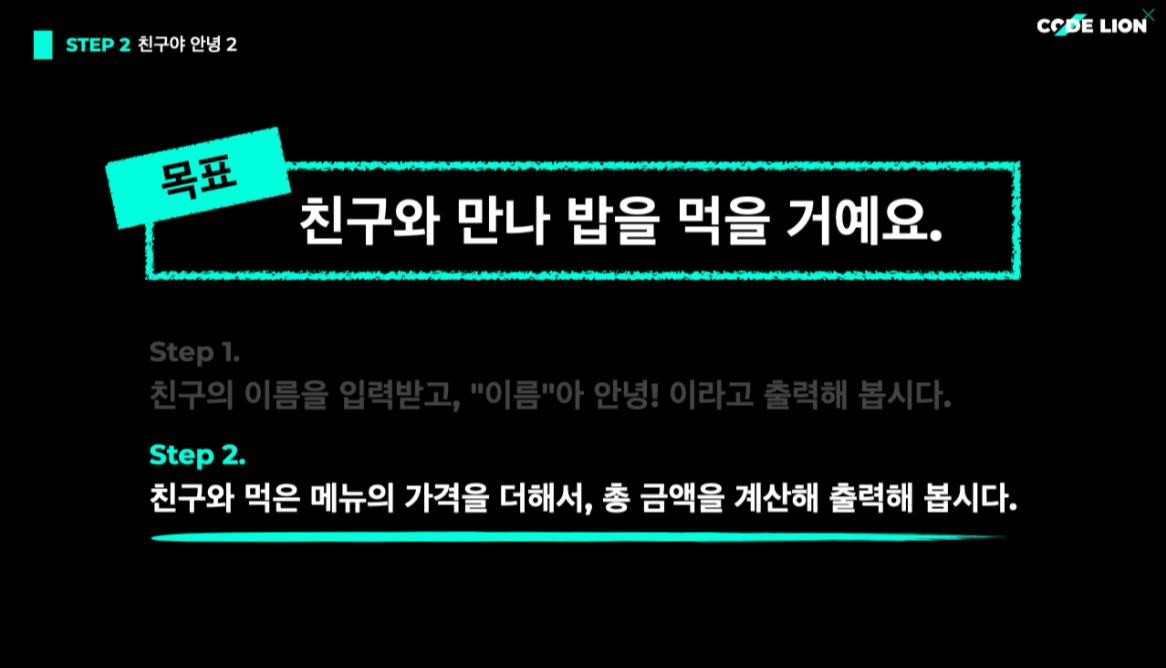 STEP 2 친구야 안녕 2
CODE LION
목표
친구와 만나 밥을 먹을 거예요.
Step 1.
친구의 이름을 입력받고, "이름"아 안녕! 이라고 출력해 봅시다.
Step 2.
친구와 먹은 메뉴의 가격을 더해서, 총 금액을 계산해 출력해 봅시다.